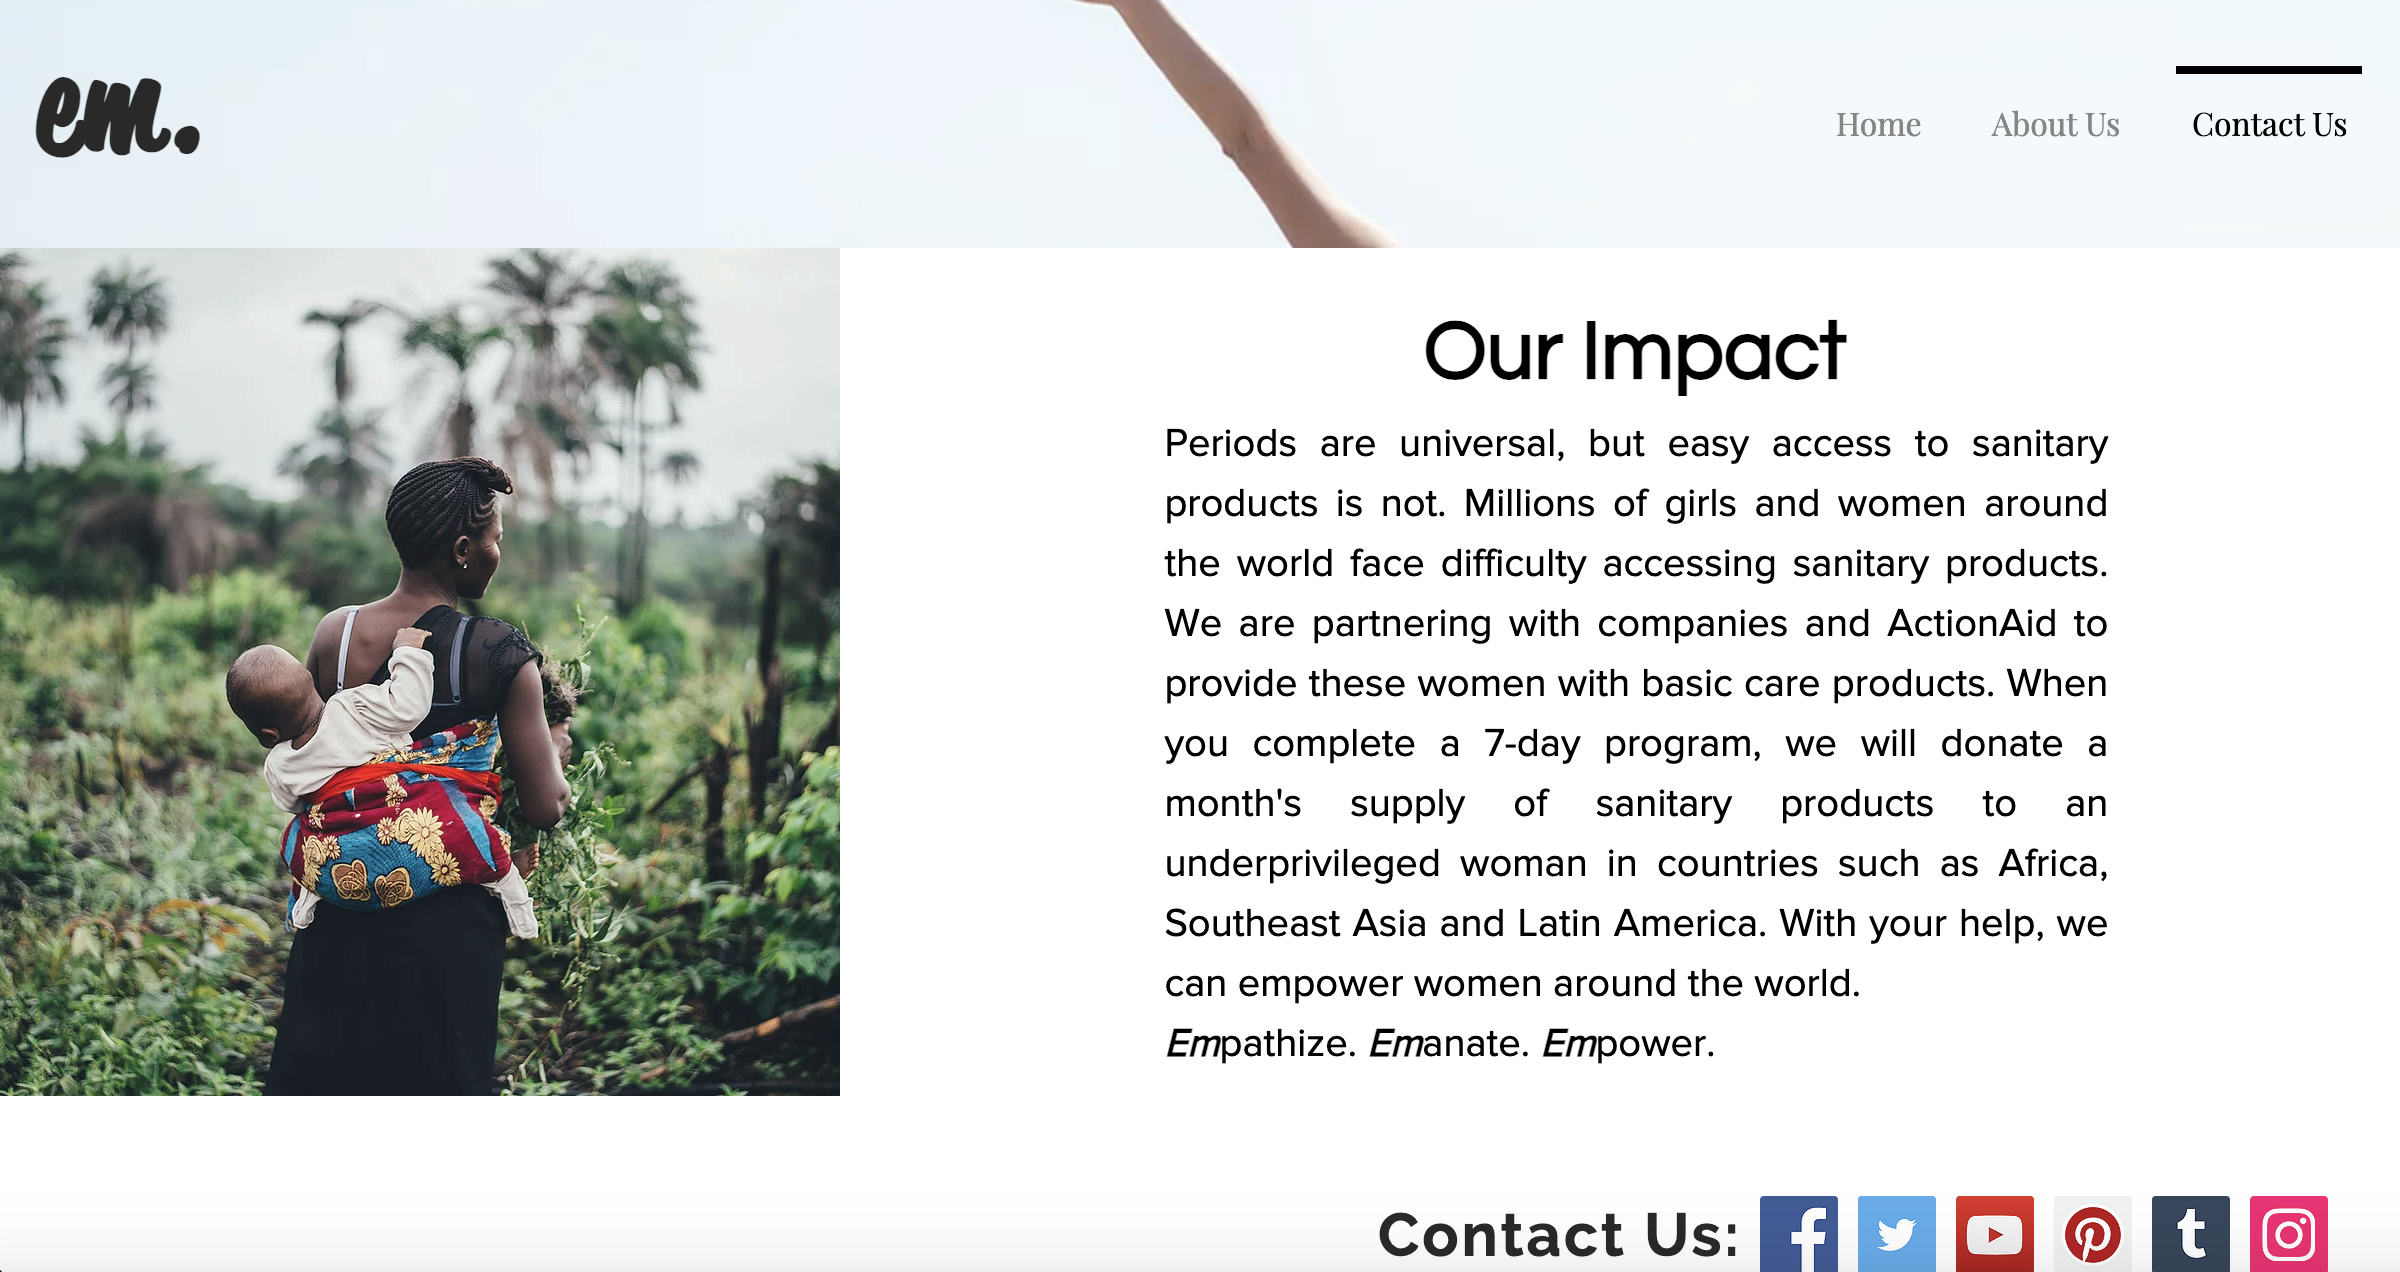 em.
Home About Us Contact Us
Our Impact
Periods are universal, but easy access to sanitary
products is not. Millions of girls and women around
the world face difficulty accessing sanitary products.
We are partnering with companies and ActionAid to
provide these women with basic care products. When
you complete a 7-day program, we will donate a
month's supply of sanitary products to an
underprivileged woman in countries such as Africa,
Southeast Asia and Latin America. With your help, we
can empower women around the world.
Empathize. Emanate. Empower.
Contact Us: